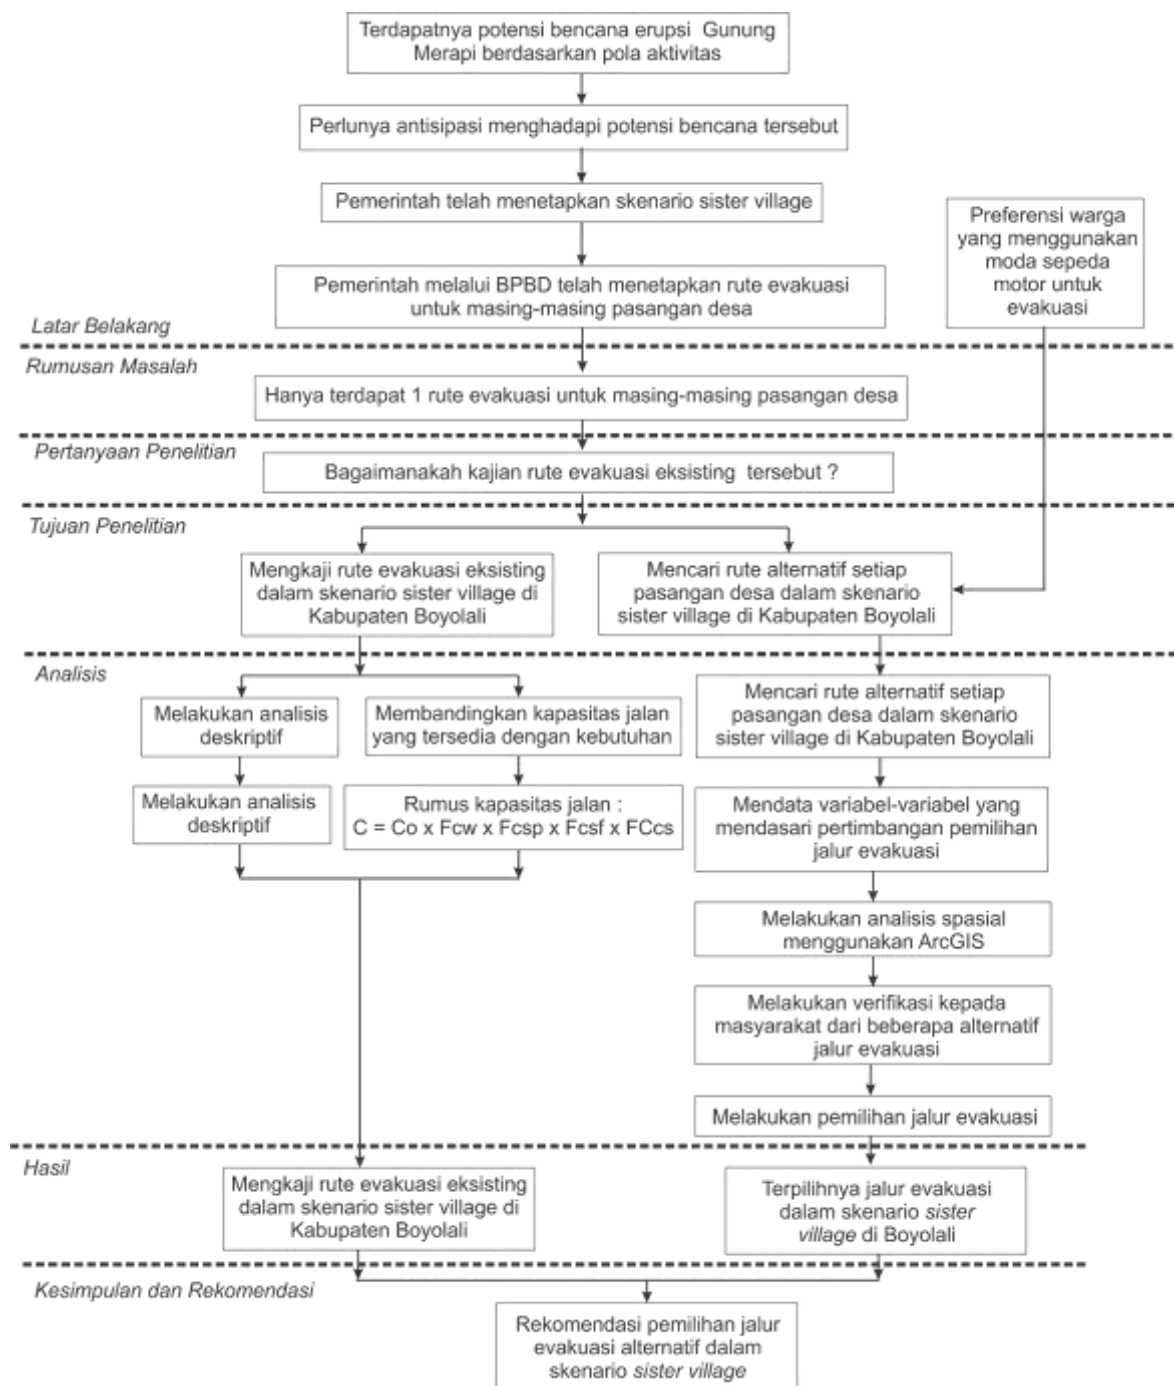 Terdapatnya potensi bencana erupsi Gunung
Merapi berdasarkan pola aktivitas
Perlunya antisipasi menghadapi potensi bencana tersebut
Pemerintah telah menetapkan skenario sister village
Preferensi warga
yang menggunakan
moda sepeda
motor untuk
evakuasi
Pemerintah melalui BPBD telah menetapkan rute evakuasi
untuk masing-masing pasangan desa
Latar Belakang
Rumusan Masalah
Hanya terdapat 1 rute evakuasi untuk masing-masing pasangan desa
Pertanyaan Penelitian
Bagaimanakah kajian rute evakuasi eksisting tersebut ?
Tujuan Penelitian
Mengkaji rute evakuasi eksisting
dalam skenario sister village di
Kabupaten Boyolali
Mencari rute alternatif setiap
pasangan desa dalam skenario
sister village di Kabupaten Boyolali
Analisis
Melakukan analisis
deskriptif
Membandingkan kapasitas jalan
yang tersedia dengan kebutuhan
Mencari rute alternatif setiap
pasangan desa dalam skenario
sister village di Kabupaten Boyolali
Melakukan analisis
deskriptif
Rumus kapasitas jalan :
C = Co x Fcw x Fcsp x Fcsf x FCcs
Mendata variabel-variabel yang
mendasari pertimbangan pemilihan
jalur evakuasi
Melakukan analisis spasial
menggunakan ArcGIS
Melakukan verifikasi kepada
masyarakat dari beberapa alternatif
jalur evakuasi
Melakukan pemilihan jalur evakuasi
Hasil
Mengkaji rute evakuasi eksisting
dalam skenario sister village di
Kabupaten Boyolali
Terpilihnya jalur evakuasi
dalam skenario sister
village di Boyolali
Kesimpulan dan Rekomendasi
Rekomendasi pemilihan jalur
evakuasi alternatif dalam
skenario sister village